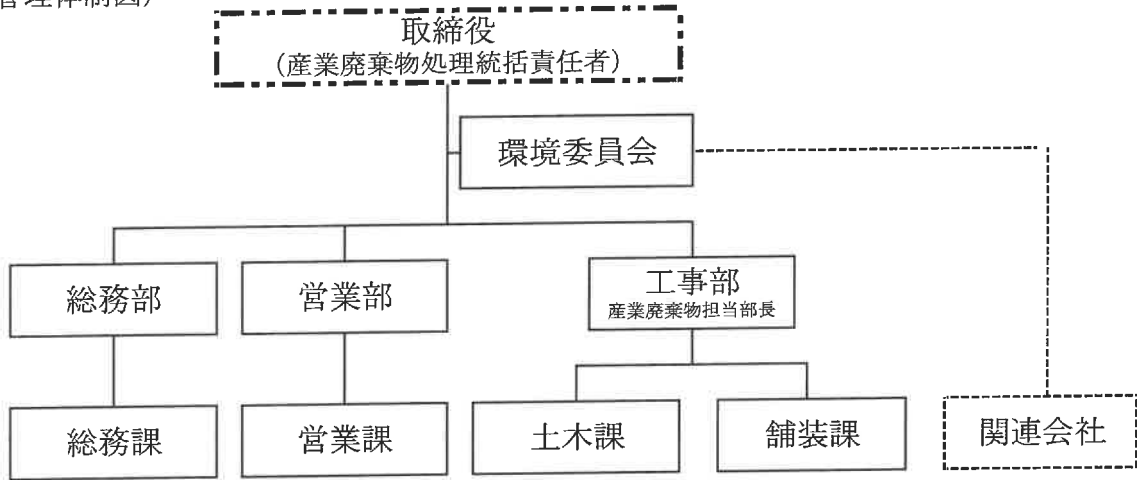 管理体制図)
取締役
(産業廃棄物処理統括責任者)
環境委員会
総務部
営業部
工事部
産業廃棄物担当部長
総務課
営業課
土木課
舗装課
関連会社